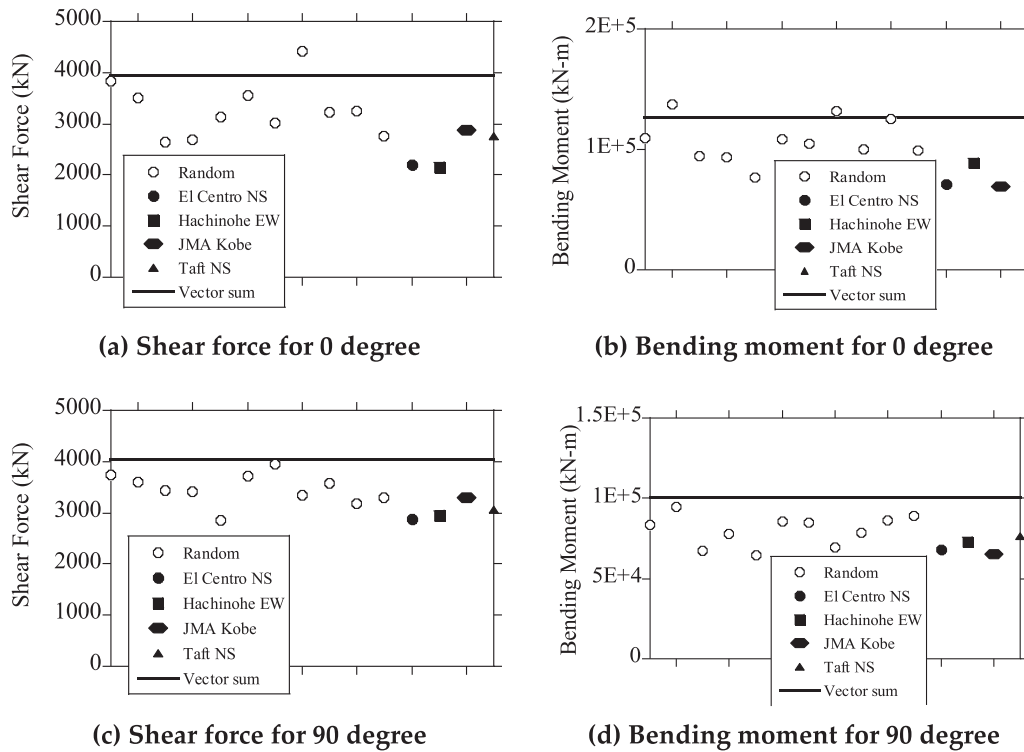 Shear Force (kN)
5000
4000
3000
2000
1000
0
Random
El Centro NS
Hachinohe EW
JMA Kobe
Taft NS
Vector sum
(a) Shear force for 0 degree
Bending Moment (kN-m)
2E+5
1E+5
0
Random
El Centro NS
Hachinohe EW
JMA Kobe
Taft NS
Vector sum
(b) Bending moment for 0 degree
Shear Force (kN)
5000
4000
3000
2000
1000
0
Random
El Centro NS
Hachinohe EW
JMA Kobe
Taft NS
Vector sum
(c) Shear force for 90 degree
Bending Moment (kN-m)
1.5E+5
1E+5
5E+4
0
Random
El Centro NS
Hachinohe EW
JMA Kobe
Taft NS
Vector sum
(d) Bending moment for 90 degree